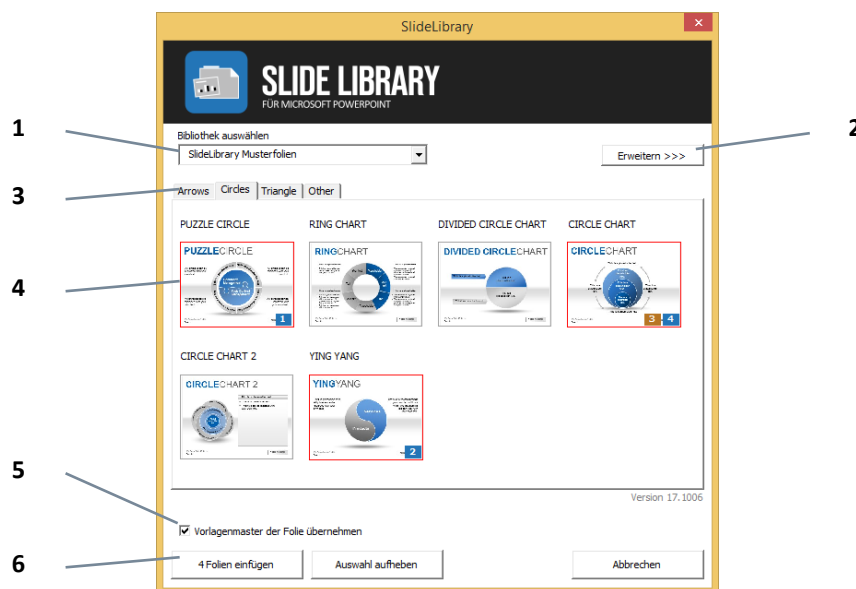 SlideLibrary
SLIDE LIBRARY
FÜR MICROSOFT POWERPOINT
1
Bibliothek auswählen
SlideLibrary Musterfolien
Erweitern >>>
2
3
Arrows Circles Triangle Other
PUZZLE CIRCLE RING CHART DIVIDED CIRCLE CHART CIRCLE CHART
PUZZLECIRCLE RINGCHART DIVIDED CIRCLECHART CIRCLECHART
4
1 3 4
CIRCLE CHART 2 YING YANG
CIRCLECHART 2 YINGYANG
2
5
Version 17.1006
Vorlagenmaster der Folie übernehmen
6
4 Folien einfügen Auswahl aufheben Abbrechen